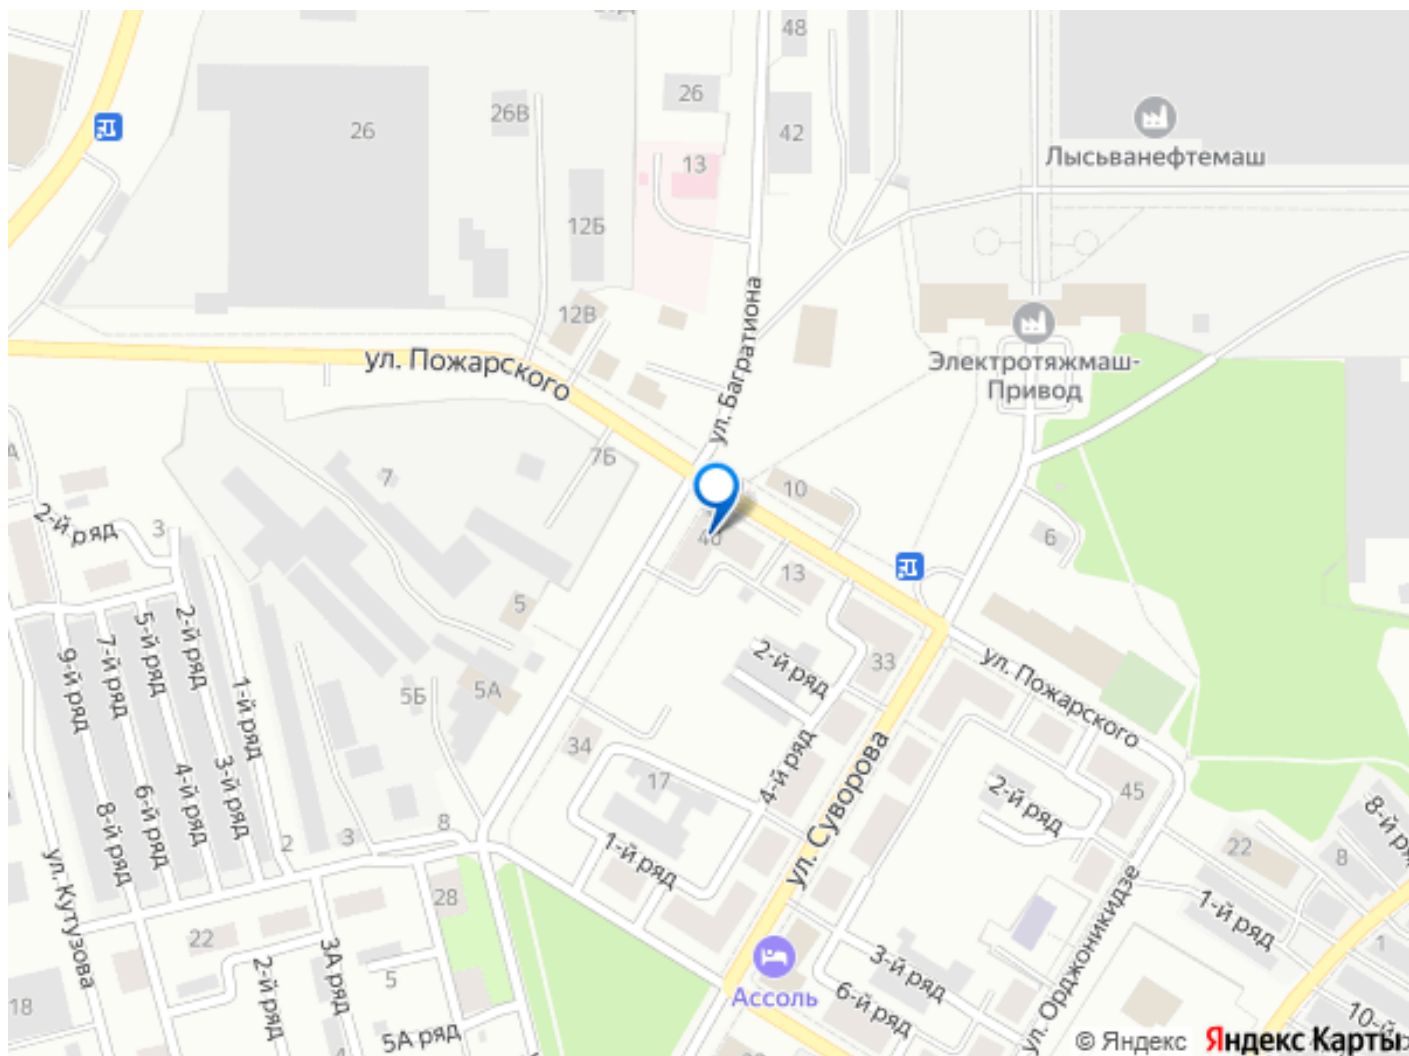 48
26
26В
26
42
13
Лысьванефтемаш
12Б
12В
ул. Багратиона
ул. Пожарского
Электротяжмаш-
Привод
7Б
7
10
2-й ряд
3
40
6
13
5
2-й ряд
5-й ряд
7-й ряд
9-й ряд
1-й ряд
2-й ряд
33
ул. Пожарского
5Б
5А
34
17
4-й ряд
3-й ряд
4-й ряд
6-й ряд
8-й ряд
ул. Суворова
2-й ряд
45
8
3
2
1-й ряд
22
8
8-й ря
ул. Кутузова
28
22
3А ряд
2-й ряд
5
5А ряд
4
18
1-й ряд
1
3-й ряд
6-й ряд
ул. Орджоникидзе
Ассоль
10-й
© Яндекс
Яндекс Карты